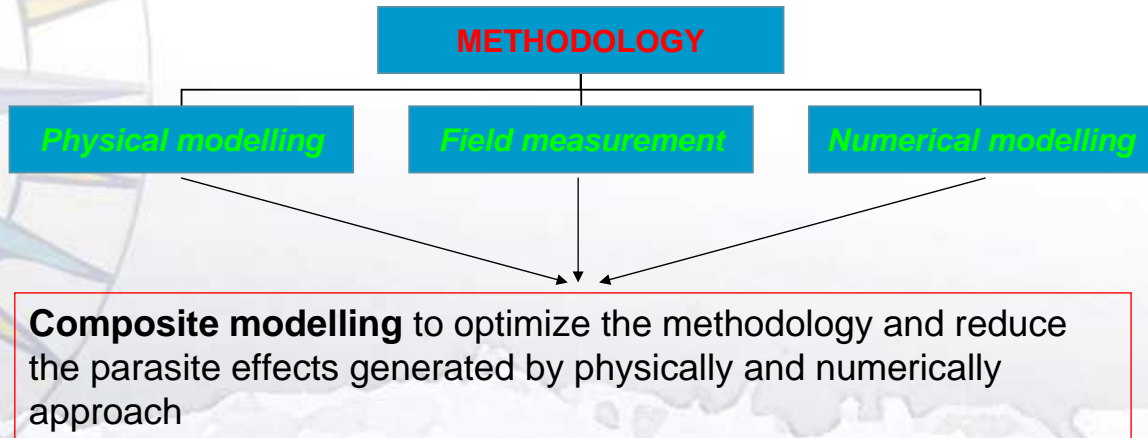 METHODOLOGY
Physical modelling
Field measurement
Numerical modelling
Composite modelling to optimize the methodology and reduce
the parasite effects generated by physically and numerically
approach